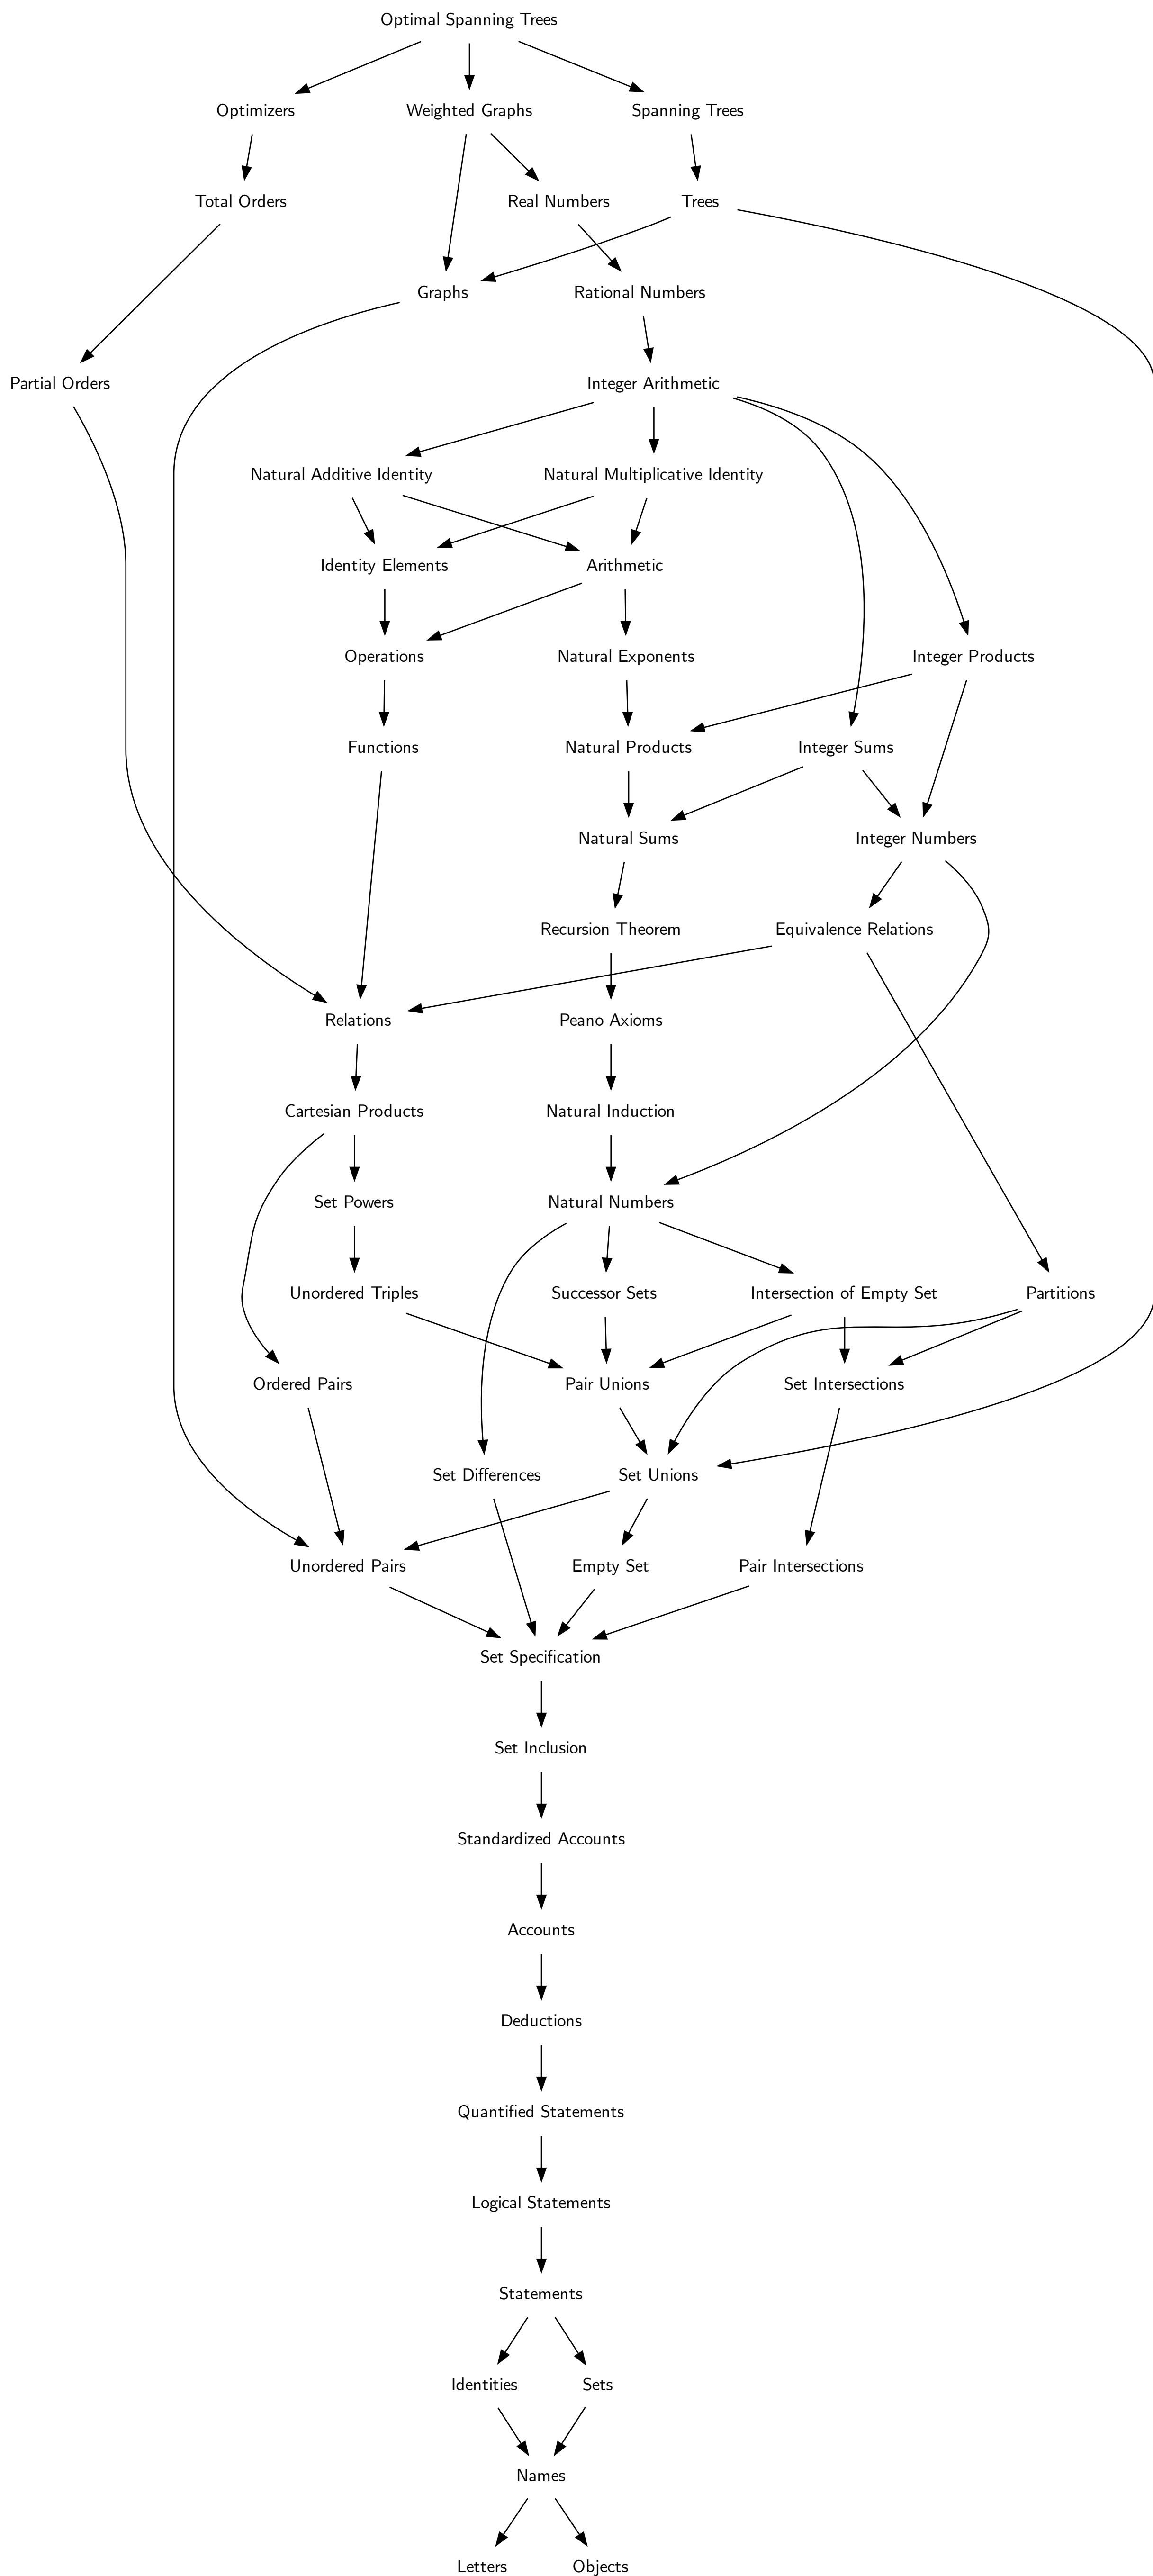 Optimal Spanning Trees
Optimizers
Weighted Graphs
Spanning Trees
Total Orders
Real Numbers
Trees
Graphs
Rational Numbers
Partial Orders
Integer Arithmetic
Natural Additive Identity
Natural Multiplicative Identity
Identity Elements
Arithmetic
Operations
Natural Exponents
Integer Products
Functions
Natural Products
Integer Sums
Natural Sums
Integer Numbers
Recursion Theorem
Equivalence Relations
Relations
Peano Axioms
Cartesian Products
Natural Induction
Set Powers
Natural Numbers
Unordered Triples
Successor Sets
Intersection of Empty Set
Partitions
Ordered Pairs
Pair Unions
Set Intersections
Set Differences
Set Unions
Unordered Pairs
Empty Set
Pair Intersections
Set Specification
Set Inclusion
Standardized Accounts
Accounts
Deductions
Quantified Statements
Logical Statements
Statements
Identities
Sets
Names
Letters
Objects